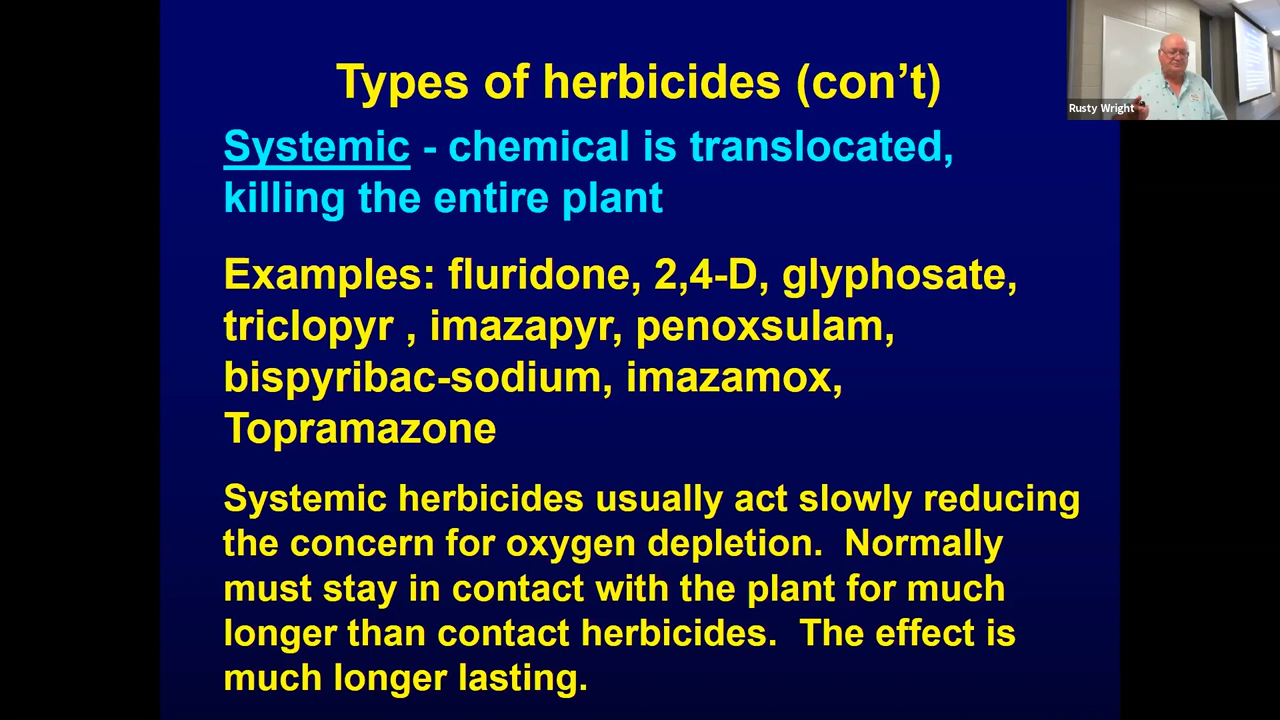 Types of herbicides (con’t)
Rusty Wright
Systemic - chemical is translocated,
killing the entire plant
Examples: fluridone, 2,4-D, glyphosate,
triclopyr , imazapyr, penoxsulam,
bispyribac-sodium, imazamox,
Topramazone
Systemic herbicides usually act slowly reducing
the concern for oxygen depletion.  Normally
must stay in contact with the plant for much
longer than contact herbicides.  The effect is
much longer lasting.